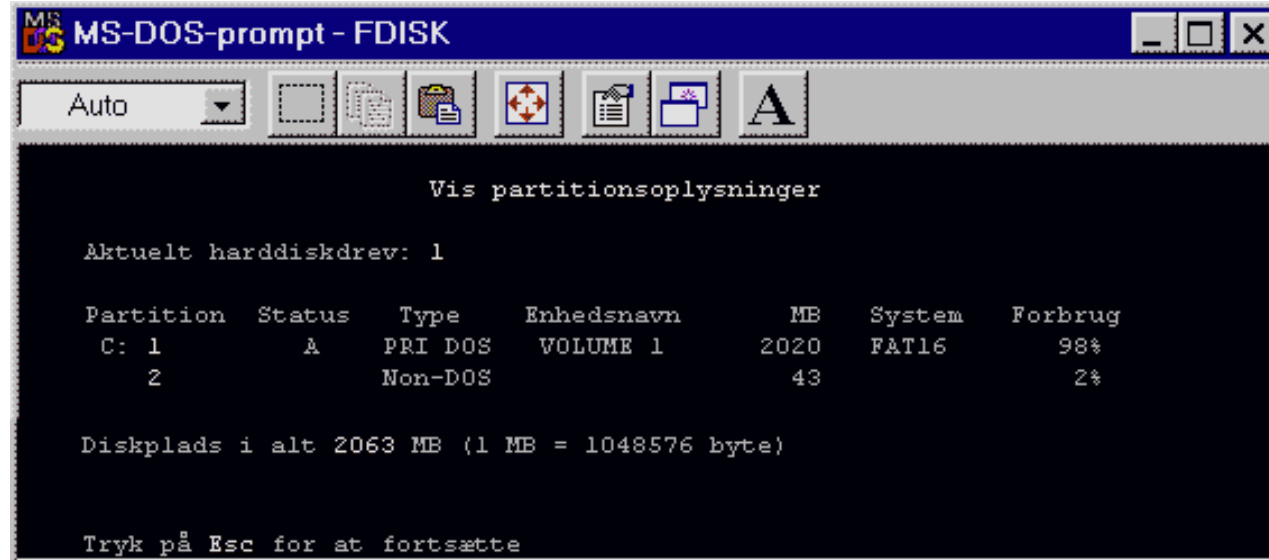 MS-DOS-prompt - FDISK
Auto
A
Vis partitionsoplysninger
Aktuelt harddiskdrev: 1
Partition Status Type Enhedsnavn MB System Forbrug
C: 1 A PRI DOS VOLUME 1 2020 FAT16 98%
2 Non-DOS 43 2%
Diskplads i alt 2063 MB (1 MB = 1048576 byte)
Tryk på Esc for at fortsætte